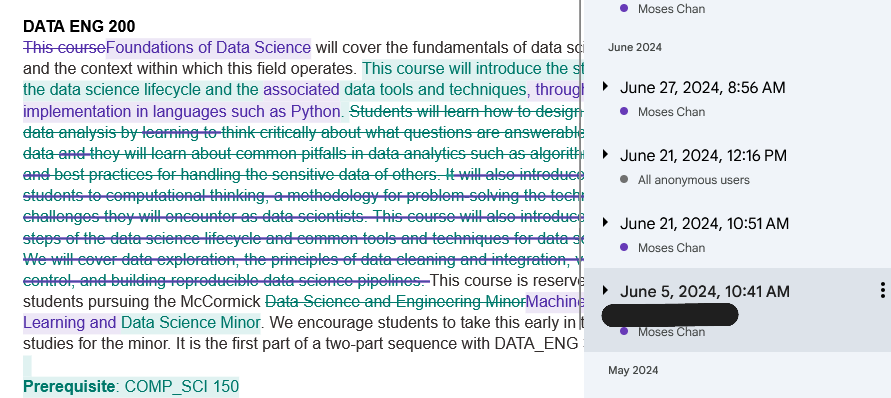 DATA ENG 200
This courseFoundations of Data Science will cover the fundamentals of data sci
and the context within which this field operates. This course will introduce the st
the data science lifecycle and the associated data tools and techniques, throug
implementation in languages such as Python. Students will learn how to design
data analysis by learning to think critically about what questions are answerable
data and they will learn about common pitfalls in data analytics such as algorith
and best practices for handling the sensitive data of others. It will also introduce
students to computational thinking, a methodology for problem-solving the tech
challenges they will encounter as data scientists. This course will also introduce
steps of the data science lifecycle and common tools and techniques for data s
We will cover data exploration, the principles of data cleaning and integration, v
control, and building reproducible data science pipelines. This course is reserve
students pursuing the McCormick Data Science and Engineering MinorMachine
Learning and Data Science Minor. We encourage students to take this early in t
studies for the minor. It is the first part of a two-part sequence with DATA_ENG
Prerequisite: COMP_SCI 150
Moses Chan
June 2024
June 27, 2024, 8:56 AM
Moses Chan
June 21, 2024, 12:16 PM
All anonymous users
June 21, 2024, 10:51 AM
Moses Chan
June 5, 2024, 10:41 AM
Moses Chan
May 2024